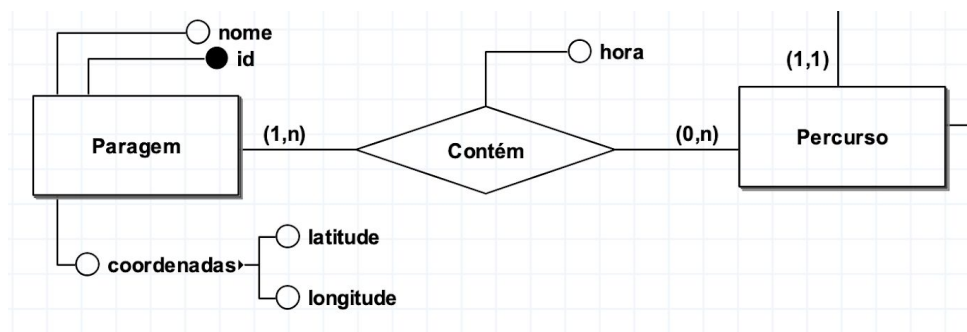 nome
id
hora
(1,1)
Paragem
(1,n)
Contém
(0,n)
Percurso
coordenadas
latitude
longitude